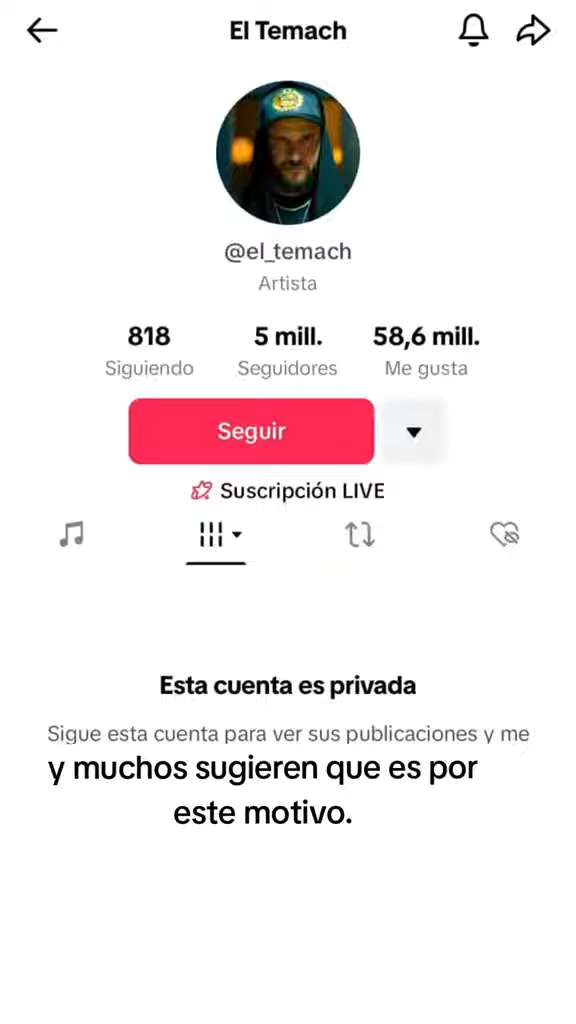 El Temach
@el_temach
Artista
818
5 mill.
58,6 mill.
Siguiendo
Seguidores
Me gusta
Seguir
Suscripción LIVE
Esta cuenta es privada
Sigue esta cuenta para ver sus publicaciones y me
y muchos sugieren que es por
este motivo.